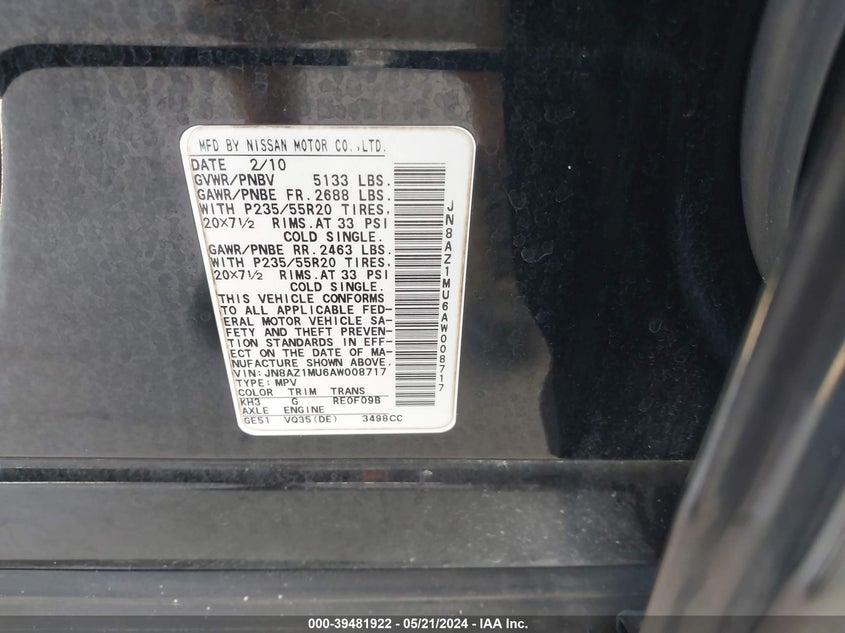 MFD BY NISSAN MOTOR CO.,LTD.
DATE 2/10
GVWR/PNBV 5133 LBS.
GAWR/PNBE FR.2688 LBS.
WITH P235/55R20 TIRES,
20X7½ RIMS.AT 33 PSI
COLD SINGLE.
GAWR/PNBE RR.2463 LBS.
WITH P235/55R20 TIRES,
20X7½ RIMS.AT 33 PSI
COLD SINGLE.
THIS VEHICLE CONFORMS
TO ALL APPLICABLE FED-
ERAL MOTOR VEHICLE SA-
FETY AND THEFT PREVEN-
TION STANDARDS IN EFF-
ECT ON THE DATE OF MA-
NUFACTURE SHOWN ABOVE.
VIN: JN8AZ1MU6AW008717
TYPE: MPV
COLOR TRIM TRANS
KH3 G RE0F09B
AXLE ENGINE
GE51 VQ35(DE) 3498CC
JN8AZ1MU6AW008717
000-39481922 - 05/21/2024 - IAA Inc.